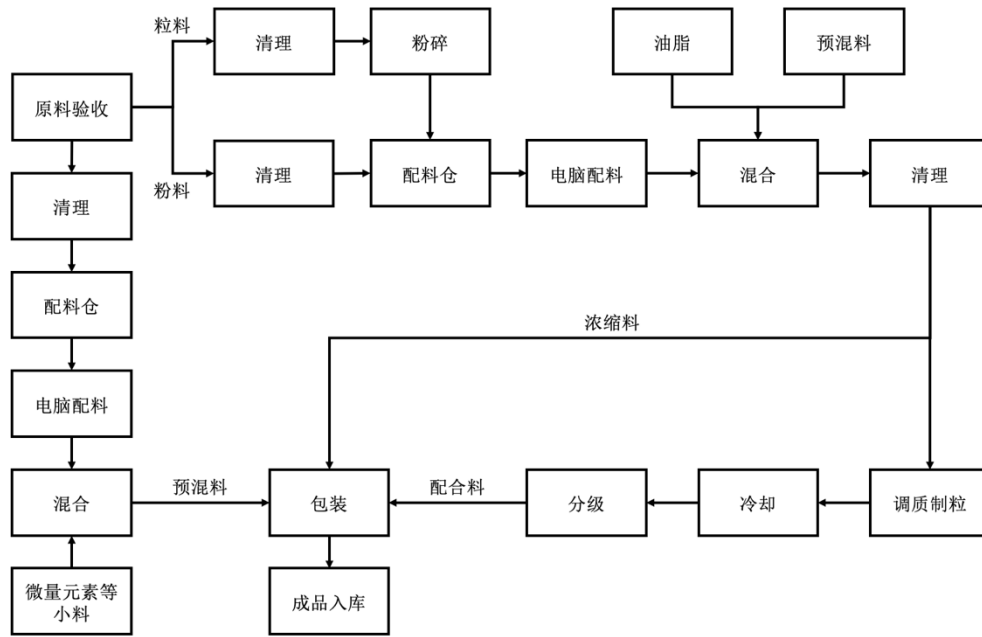 粒料
清理
粉碎
油脂
预混料
原料验收
粉料
清理
配料仓
电脑配料
混合
清理
清理
配料仓
浓缩料
电脑配料
混合
预混料
包装
配合料
分级
冷却
调质制粒
微量元素等
小料
成品入库